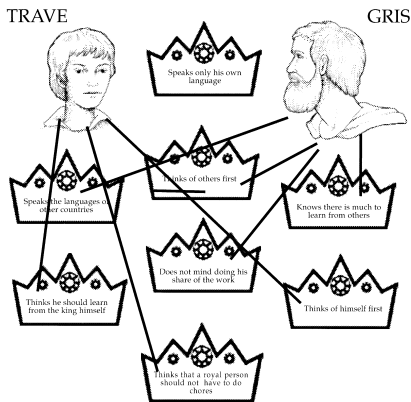 TRAVE
GRIS
Speaks only his own
language
Thinks of others first
Speaks the languages of
other countries
Knows there is much to
learn from others
Does not mind doing his
share of the work
Thinks he should learn
from the king himself
Thinks of himself first
Thinks that a royal person
should not have to do
chores